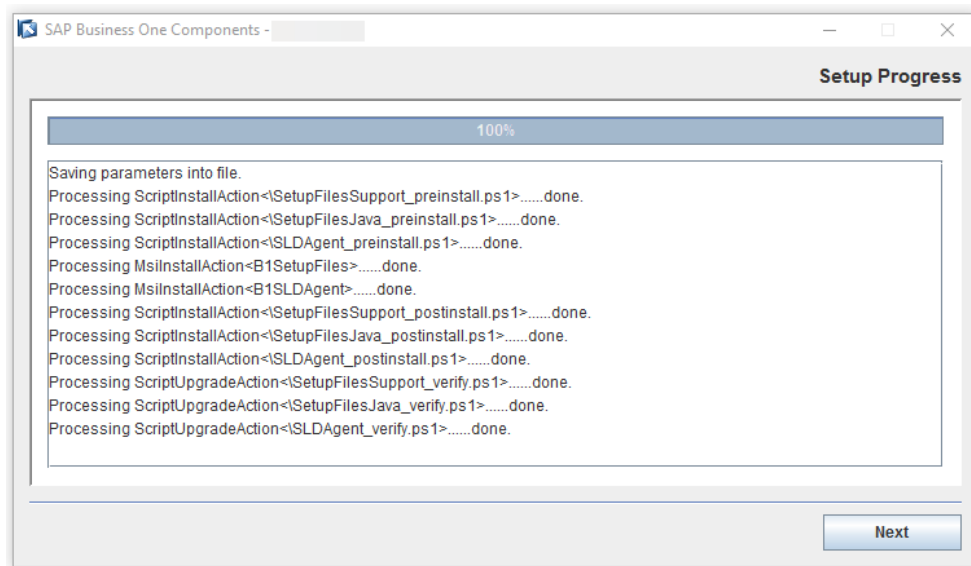 SAP Business One Components -
Setup Progress
100%
Saving parameters into file.
Processing ScriptInstallAction<\SetupFilesSupport_preinstall.ps1>......done.
Processing ScriptInstallAction<\SetupFilesJava_preinstall.ps1>......done.
Processing ScriptInstallAction<\SLDAgent_preinstall.ps1>......done.
Processing MsiInstallAction<B1SetupFiles>......done.
Processing MsiInstallAction<B1SLDAgent>......done.
Processing ScriptInstallAction<\SetupFilesSupport_postinstall.ps1>......done.
Processing ScriptInstallAction<\SetupFilesJava_postinstall.ps1>......done.
Processing ScriptInstallAction<\SLDAgent_postinstall.ps1>......done.
Processing ScriptUpgradeAction<\SetupFilesSupport_verify.ps1>......done.
Processing ScriptUpgradeAction<\SetupFilesJava_verify.ps1>......done.
Processing ScriptUpgradeAction<\SLDAgent_verify.ps1>......done.
Next